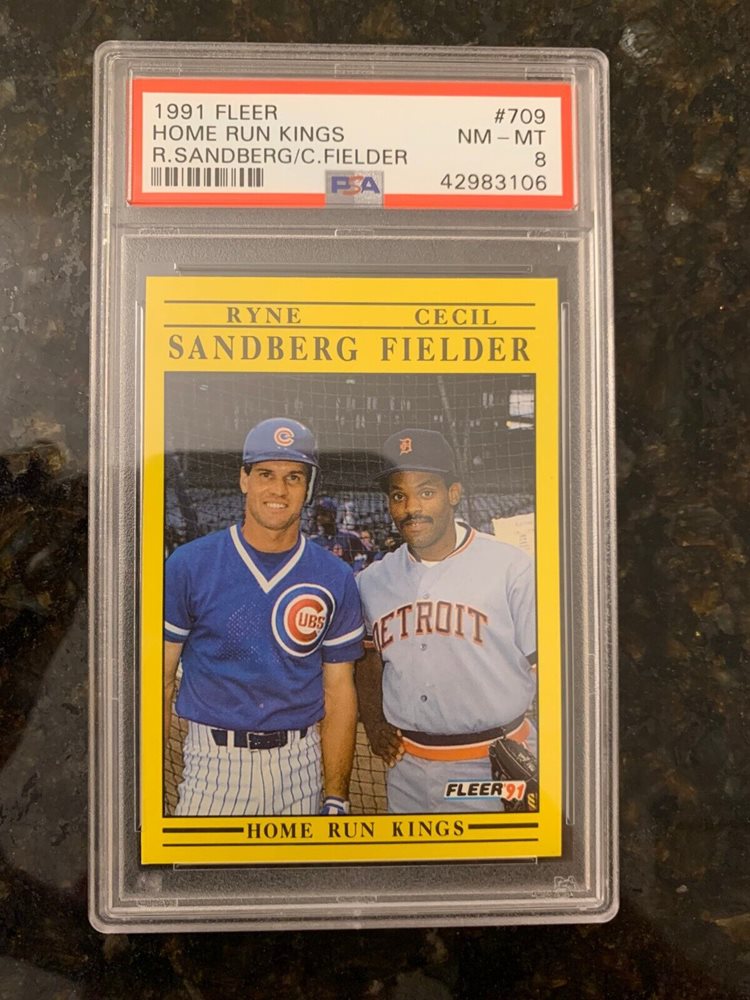 1991 FLEER #709
HOME RUN KINGS NM - MT
R.SANDBERG/C.FIELDER 8
PSA 42983106
RYNE CECIL
SANDBERG FIELDER
C
D
CUBS
DETROIT
FLEER '91
HOME RUN KINGS